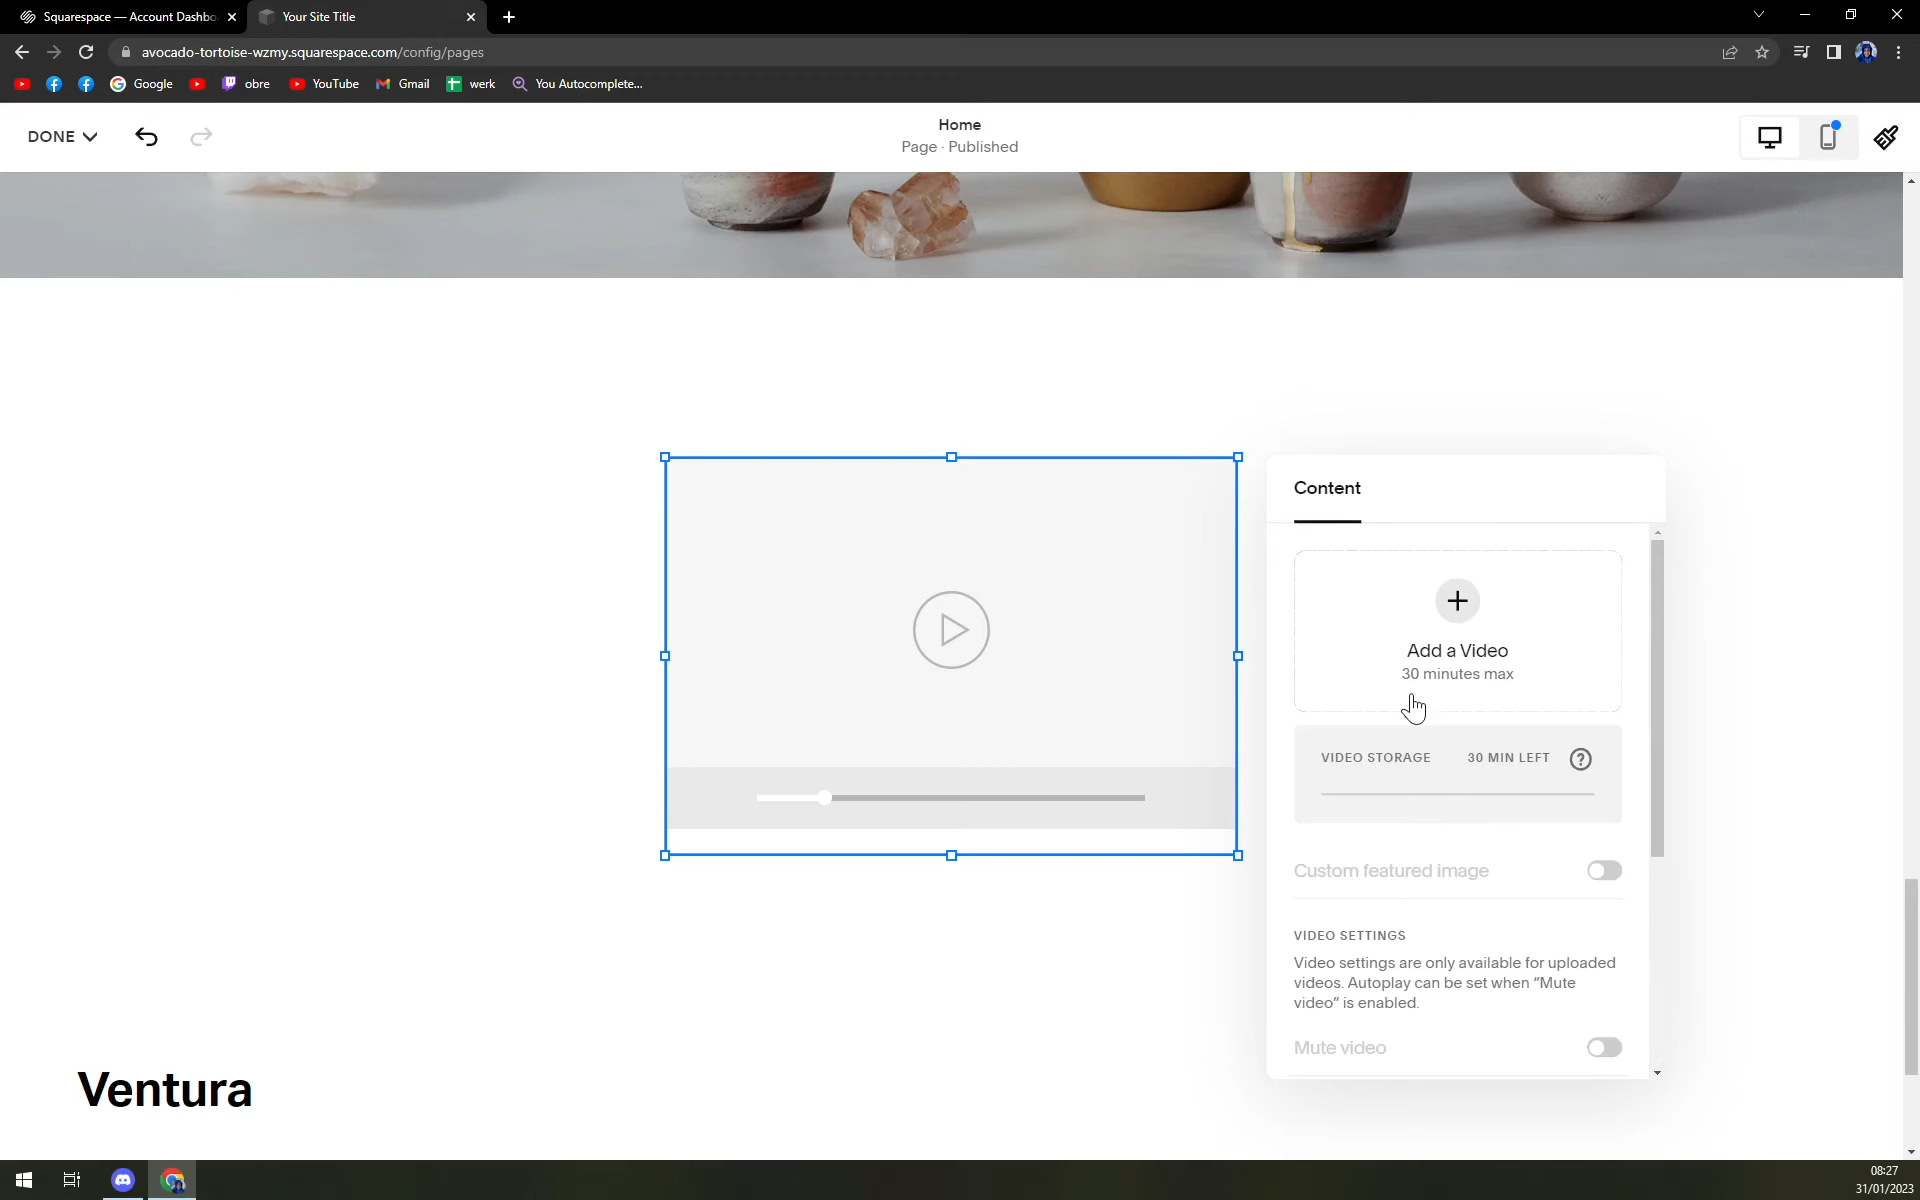 Squarespace — Account Dashbo
Your Site Title
avocado-tortoise-wzmy.squarespace.com/config/pages
Google
obre
YouTube
Gmail
werk
You Autocomplete...
DONE
Home
Page · Published
Content
Add a Video
30 minutes max
VIDEO STORAGE 30 MIN LEFT ?
Custom featured image
VIDEO SETTINGS
Video settings are only available for uploaded
videos. Autoplay can be set when “Mute
video” is enabled.
Mute video
Ventura
08:27
31/01/2023